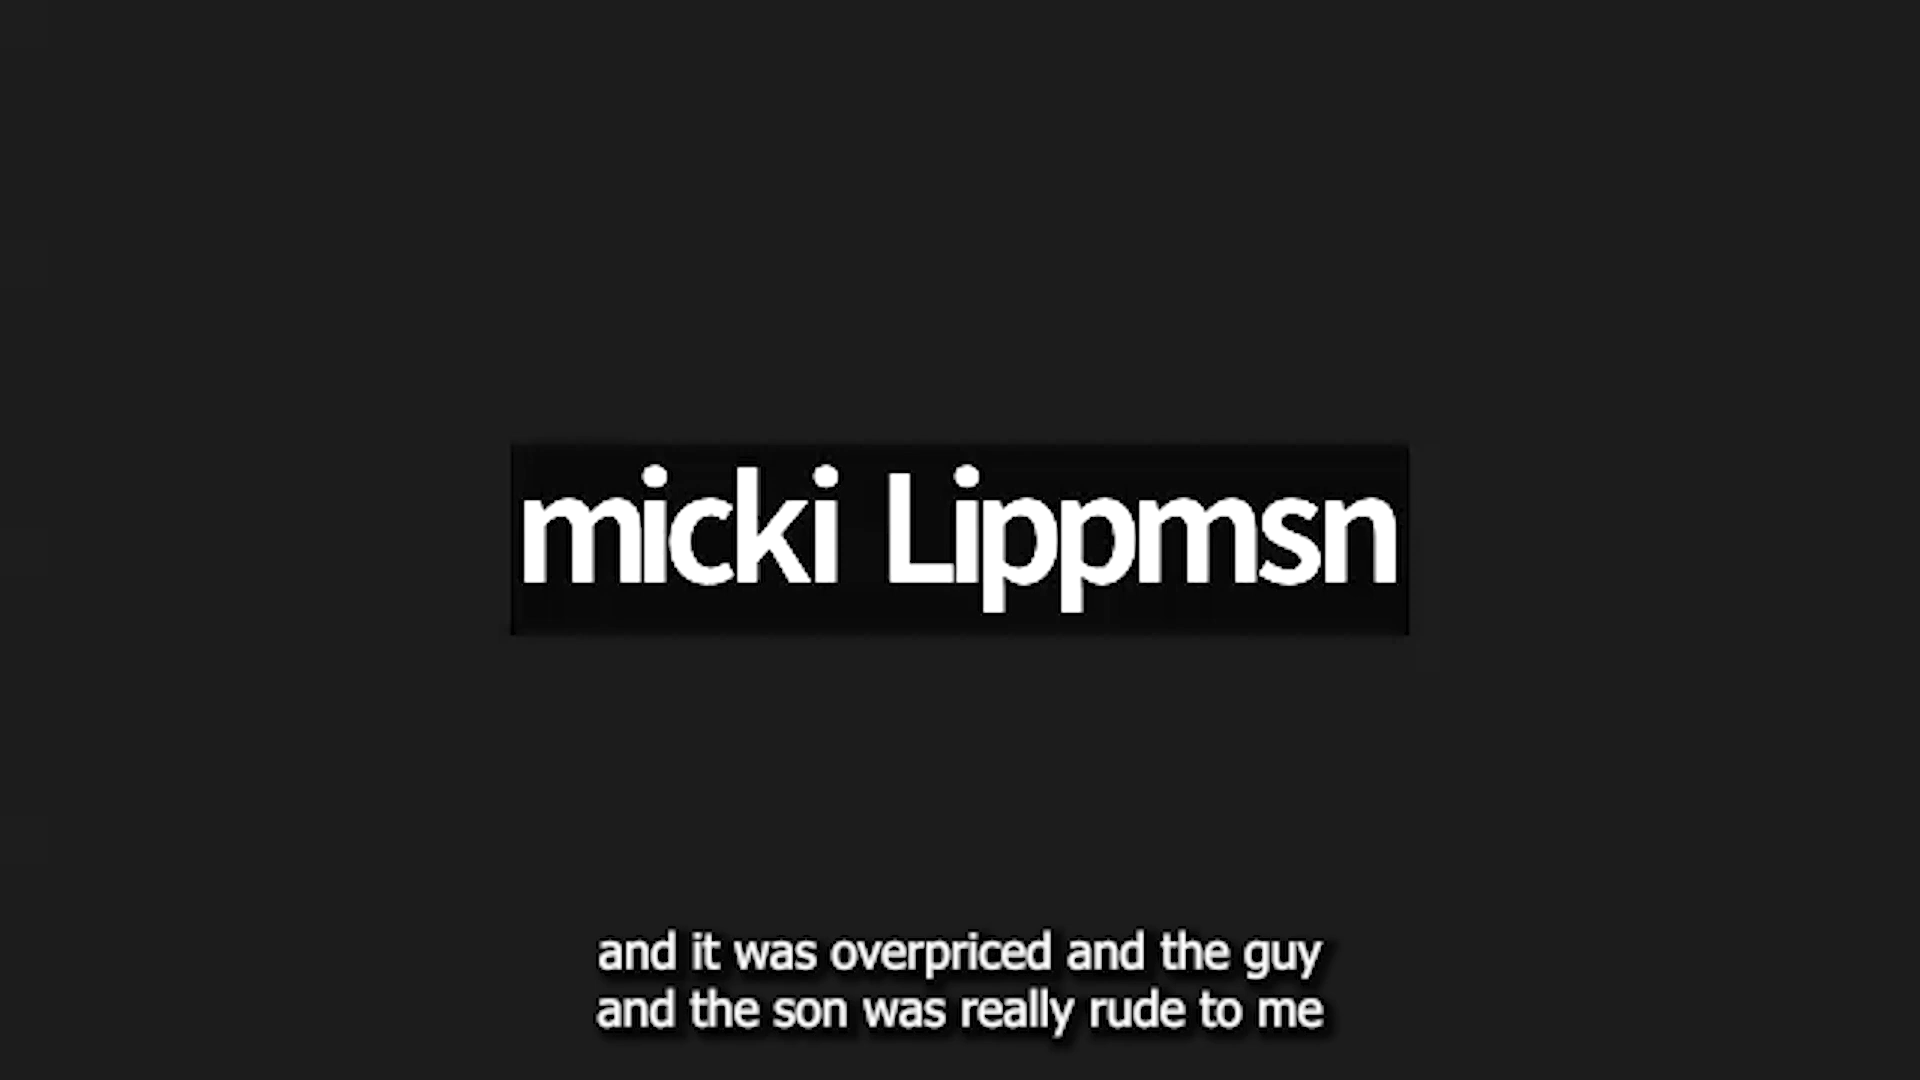 micki Lippmsn
and it was overpriced and the guy
and the son was really rude to me